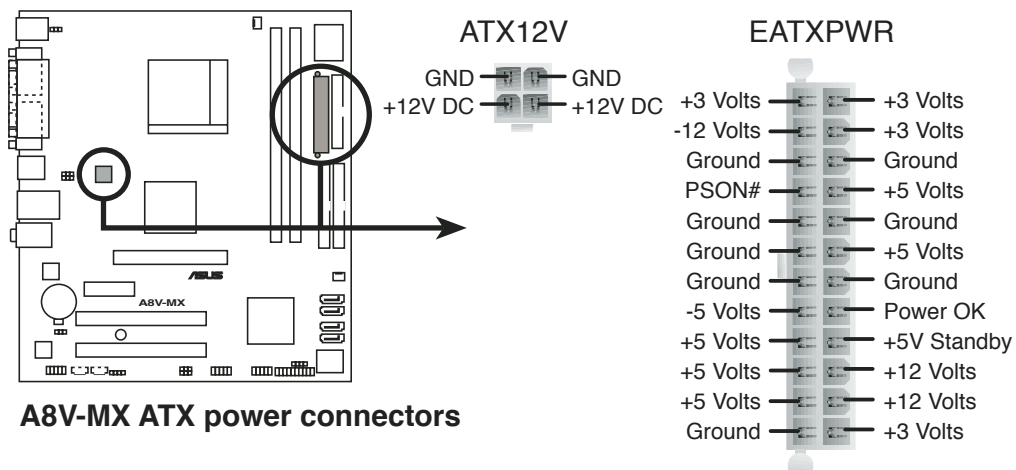 ATX12V
GND GND
+12V DC +12V DC
EATXPWR
+3 Volts +3 Volts
-12 Volts +3 Volts
Ground Ground
PSON# +5 Volts
Ground Ground
Ground +5 Volts
Ground Ground
-5 Volts Power OK
+5 Volts +5V Standby
+5 Volts +12 Volts
+5 Volts +12 Volts
Ground +3 Volts
ASUS
A8V-MX
A8V-MX ATX power connectors